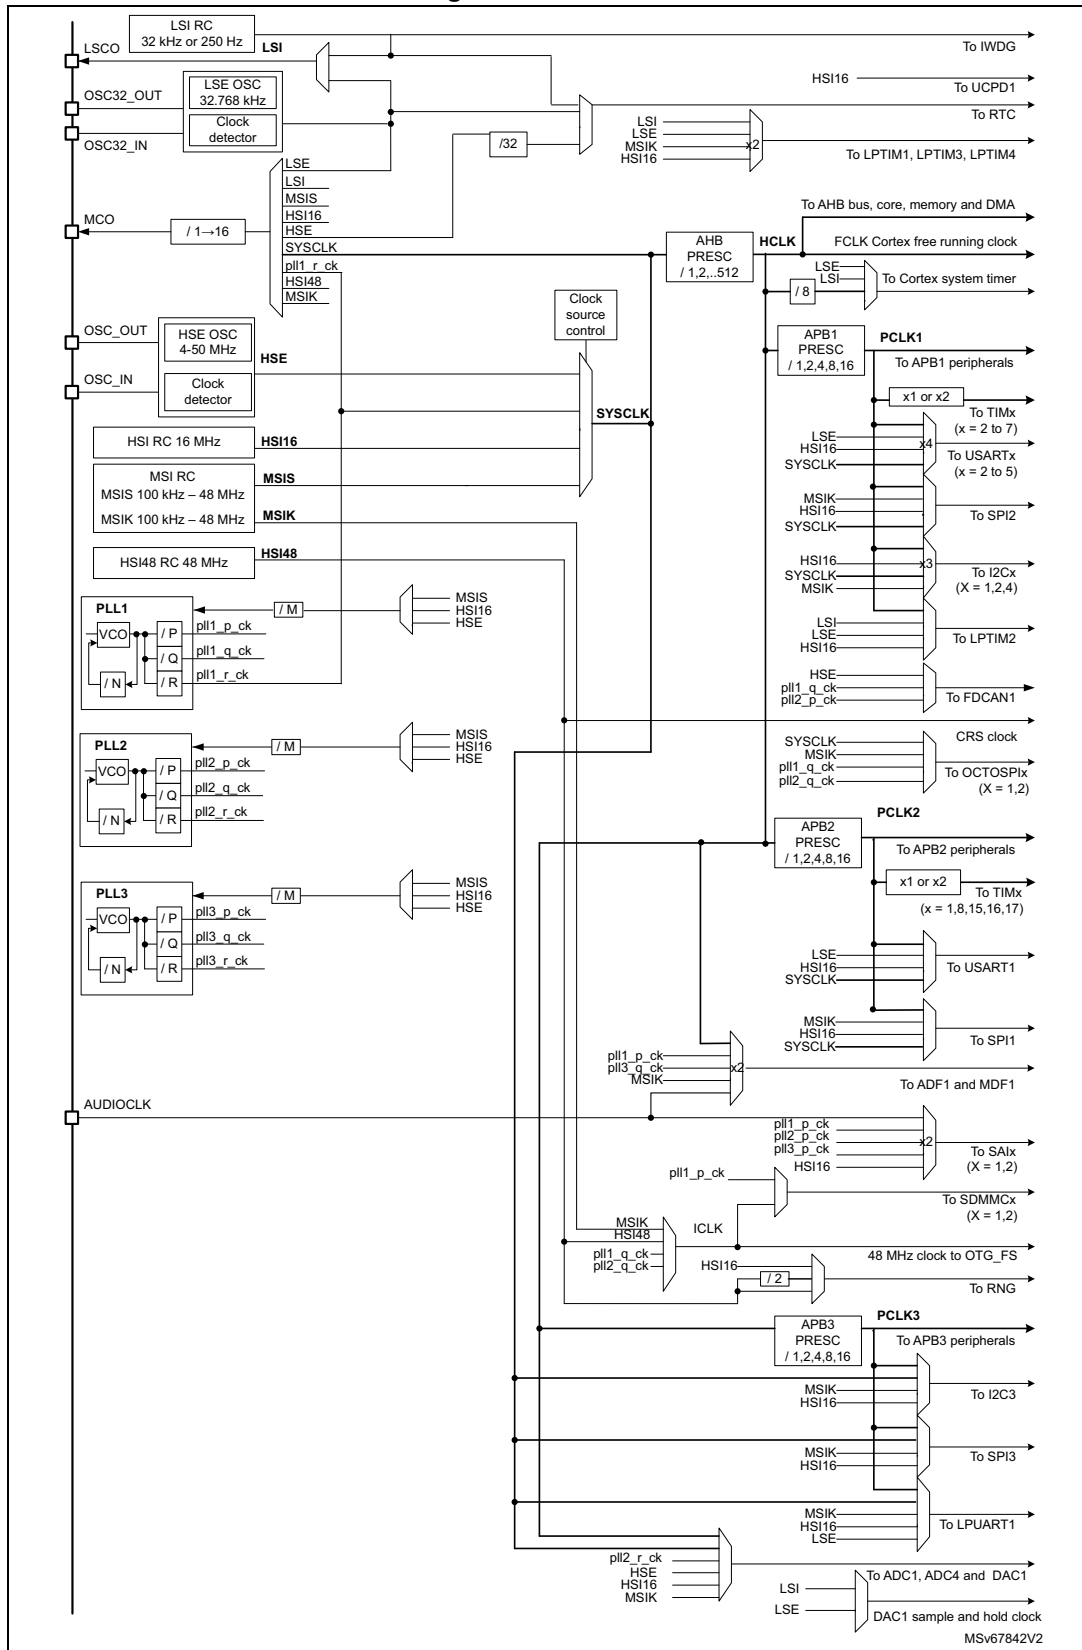 LSI RC
32 kHz or 250 Hz
LSCO
LSI
To IWDG
OSC32_OUT
LSE OSC
32.768 kHz
Clock
detector
OSC32_IN
HSI16
To UCPD1
To RTC
/32
LSI
LSE
MSIK
HSI16
x2
To LPTIM1, LPTIM3, LPTIM4
MCO
/ 1→16
LSE
LSI
MSIS
HSI16
HSE
SYSCLK
pll1_r_ck
HSI48
MSIK
AHB
PRESC
/ 1,2,..512
HCLK
To AHB bus, core, memory and DMA
FCLK Cortex free running clock
LSE
LSI
/ 8
To Cortex system timer
Clock
source
control
OSC_OUT
HSE OSC
4-50 MHz
HSE
OSC_IN
Clock
detector
APB1
PRESC
/ 1,2,4,8,16
PCLK1
To APB1 peripherals
x1 or x2
To TIMx
(x = 2 to 7)
SYSCLK
HSI RC 16 MHz
HSI16
LSE
HSI16
SYSCLK
x4
To USARTx
(x = 2 to 5)
MSI RC
MSIS 100 kHz – 48 MHz
MSIK 100 kHz – 48 MHz
MSIS
MSIK
MSIK
HSI16
SYSCLK
To SPI2
HSI48 RC 48 MHz
HSI48
HSI16
SYSCLK
MSIK
x3
To I2Cx
(X = 1,2,4)
PLL1
VCO
/ N
/ P
/ Q
/ R
pll1_p_ck
pll1_q_ck
pll1_r_ck
/ M
MSIS
HSI16
HSE
LSI
LSE
HSI16
To LPTIM2
HSE
pll1_q_ck
pll2_p_ck
To FDCAN1
CRS clock
PLL2
VCO
/ N
/ P
/ Q
/ R
pll2_p_ck
pll2_q_ck
pll2_r_ck
/ M
MSIS
HSI16
HSE
SYSCLK
MSIK
pll1_q_ck
pll2_q_ck
To OCTOSPIx
(X = 1,2)
APB2
PRESC
/ 1,2,4,8,16
PCLK2
To APB2 peripherals
x1 or x2
To TIMx
(x = 1,8,15,16,17)
PLL3
VCO
/ N
/ P
/ Q
/ R
pll3_p_ck
pll3_q_ck
pll3_r_ck
/ M
MSIS
HSI16
HSE
LSE
HSI16
SYSCLK
To USART1
MSIK
HSI16
SYSCLK
To SPI1
pll1_p_ck
pll3_q_ck
MSIK
x2
To ADF1 and MDF1
AUDIOCLK
pll1_p_ck
pll2_p_ck
pll3_p_ck
HSI16
x2
To SAIx
(X = 1,2)
pll1_p_ck
To SDMMCx
(X = 1,2)
MSIK
HSI48
pll1_q_ck
pll2_q_ck
ICLK
48 MHz clock to OTG_FS
HSI16
/ 2
To RNG
APB3
PRESC
/ 1,2,4,8,16
PCLK3
To APB3 peripherals
MSIK
HSI16
To I2C3
MSIK
HSI16
To SPI3
MSIK
HSI16
LSE
To LPUART1
pll2_r_ck
HSE
HSI16
MSIK
To ADC1, ADC4 and DAC1
LSI
LSE
DAC1 sample and hold clock
MSv67842V2